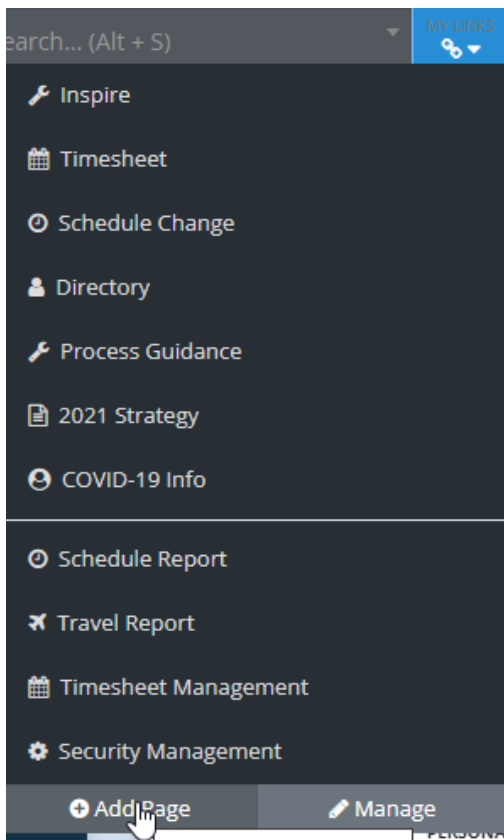 earch... (Alt + S)
MY LINKS
Inspire
Timesheet
Schedule Change
Directory
Process Guidance
2021 Strategy
COVID-19 Info
Schedule Report
Travel Report
Timesheet Management
Security Management
Add Page
Manage
PERSONA